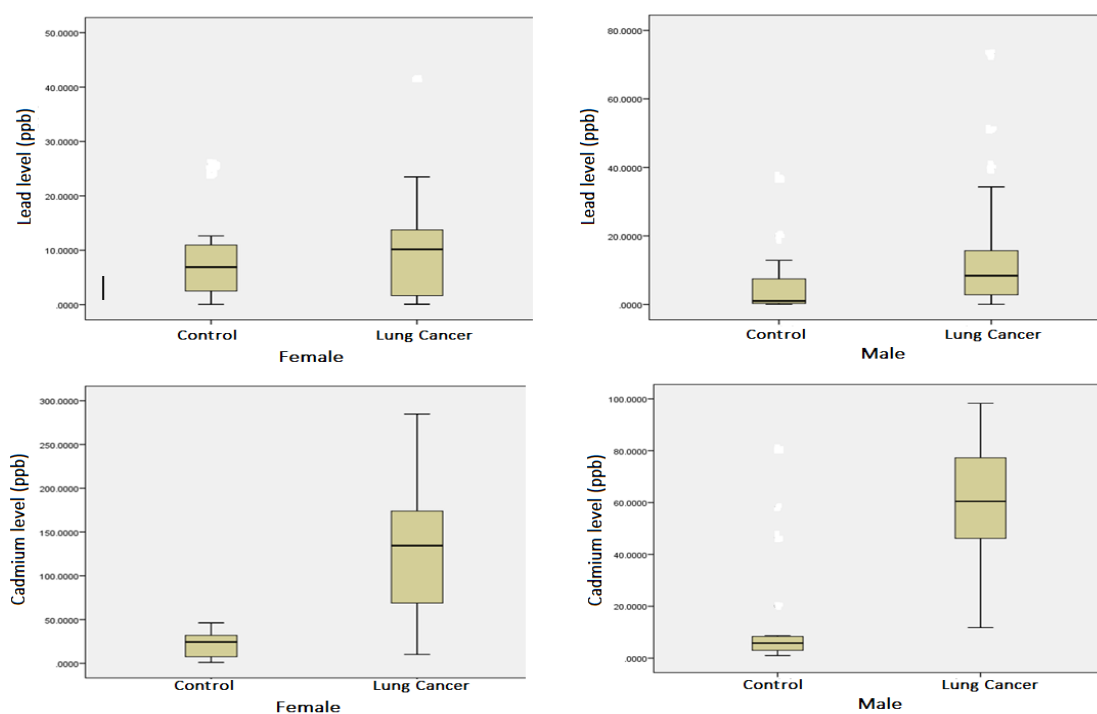 Lead level (ppb)
50.0000
40.0000
30.0000
20.0000
10.0000
.0000
Control
Lung Cancer
Female
Lead level (ppb)
80.0000
60.0000
40.0000
20.0000
.0000
Control
Lung Cancer
Male
Cadmium level (ppb)
300.0000
250.0000
200.0000
150.0000
100.0000
50.0000
.0000
Control
Lung Cancer
Female
Cadmium level (ppb)
100.0000
80.0000
60.0000
40.0000
20.0000
.0000
Control
Lung Cancer
Male